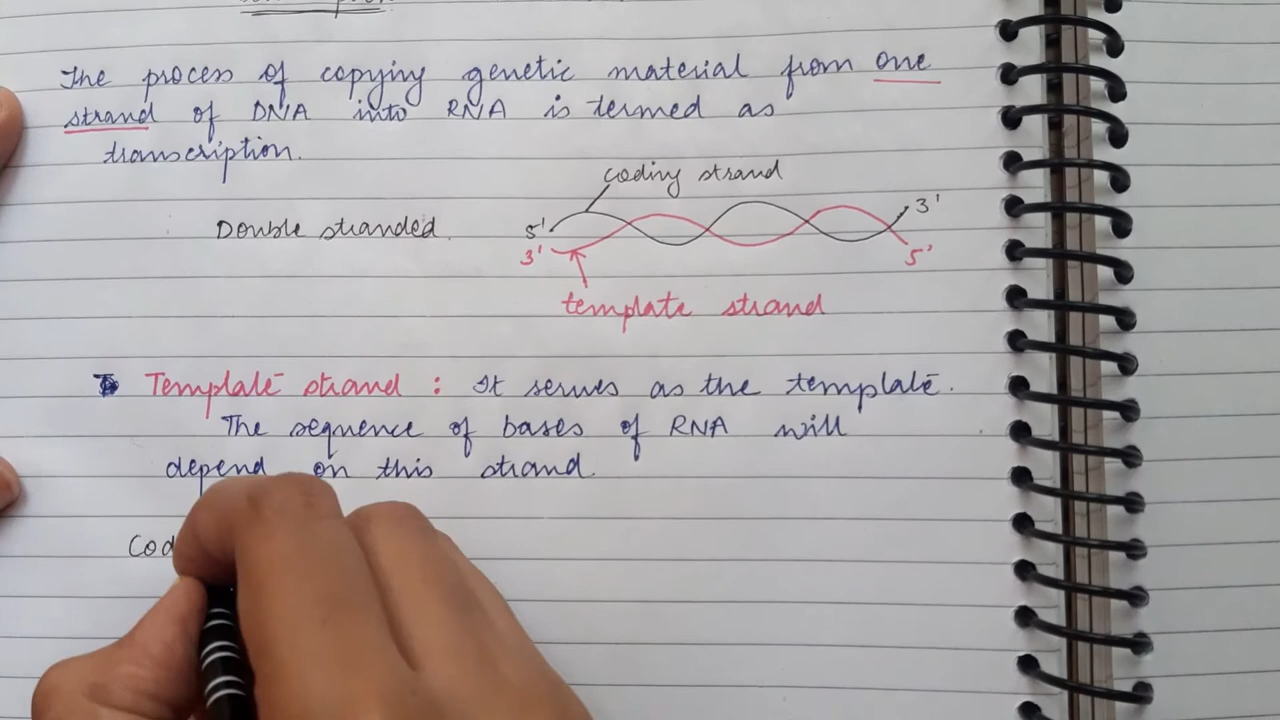 The process of copying genetic material from one
strand of DNA into RNA is termed as
transcription.
coding strand
Double stranded.
5' 3'
3' 5'
template strand
Template strand : It serves as the template.
The sequence of bases of RNA will
depend on this strand.
Cod